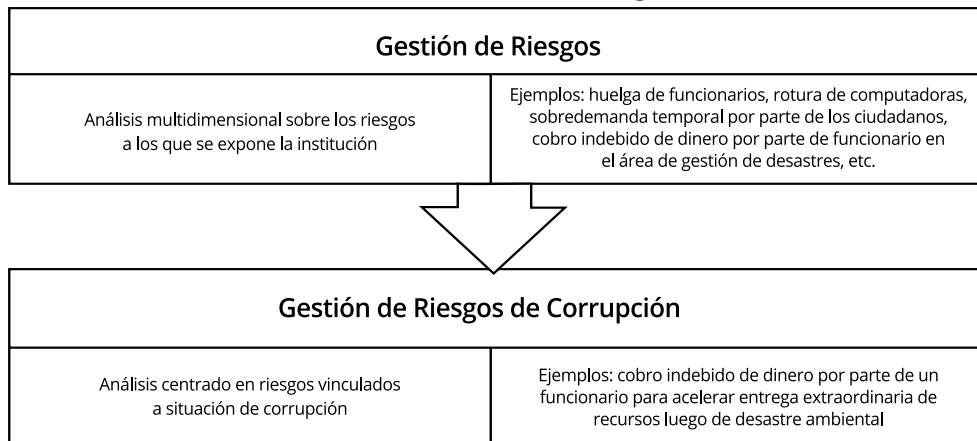 Gestión de Riesgos
Análisis multidimensional sobre los riesgos
a los que se expone la institución
Ejemplos: huelga de funcionarios, rotura de computadoras,
sobredemanda temporal por parte de los ciudadanos,
cobro indebido de dinero por parte de funcionario en
el área de gestión de desastres, etc.
Gestión de Riesgos de Corrupción
Análisis centrado en riesgos vinculados
a situación de corrupción
Ejemplos: cobro indebido de dinero por parte de un
funcionario para acelerar entrega extraordinaria de
recursos luego de desastre ambiental